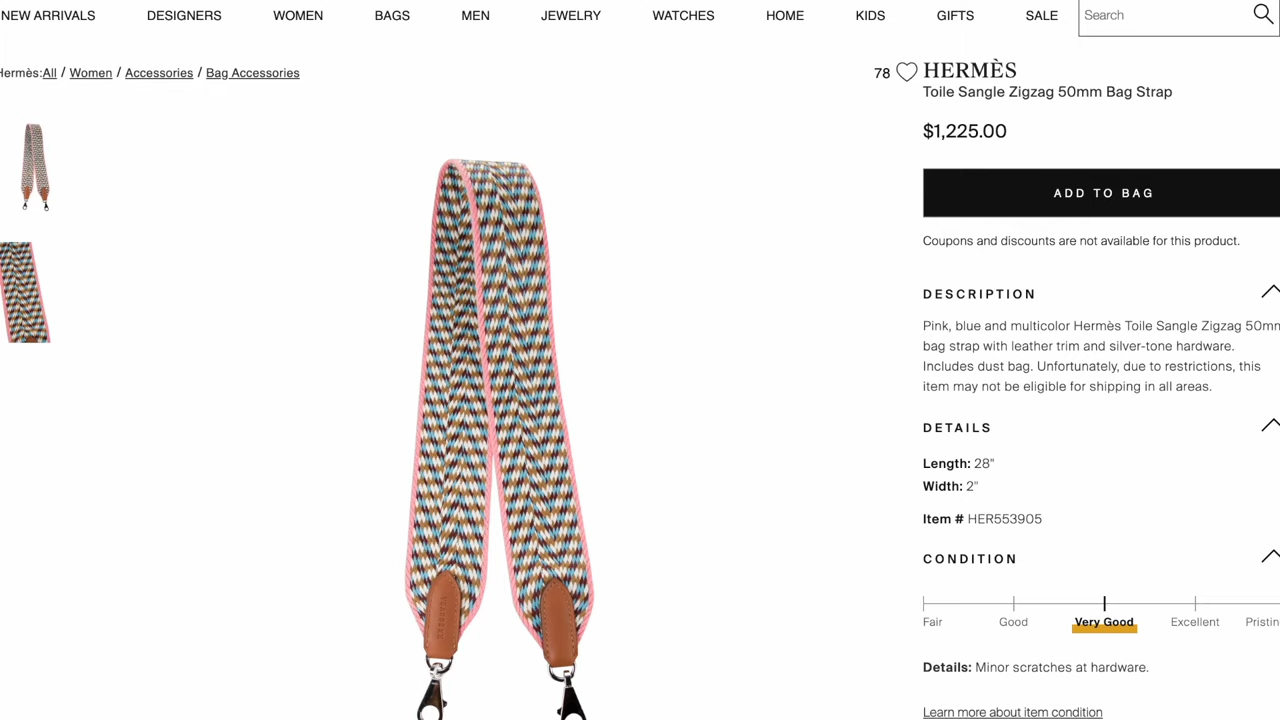 NEW ARRIVALS DESIGNERS WOMEN BAGS MEN JEWELRY WATCHES HOME KIDS GIFTS SALE Search
Hermès:All / Women / Accessories / Bag Accessories
78
HERMÈS
Toile Sangle Zigzag 50mm Bag Strap
$1,225.00
ADD TO BAG
Coupons and discounts are not available for this product.
DESCRIPTION
Pink, blue and multicolor Hermès Toile Sangle Zigzag 50mm
bag strap with leather trim and silver-tone hardware.
Includes dust bag. Unfortunately, due to restrictions, this
item may not be eligible for shipping in all areas.
DETAILS
Length: 28"
Width: 2"
Item # HER553905
CONDITION
Fair Good Very Good Excellent Pristin
Details: Minor scratches at hardware.
Learn more about item condition